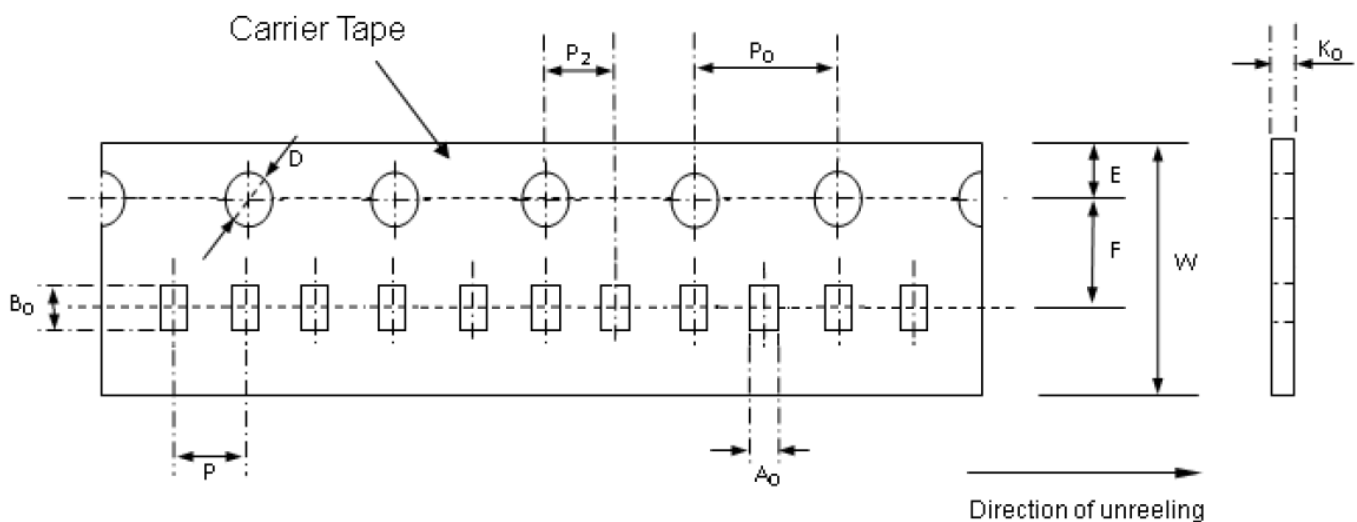 Carrier Tape
P2
P0
K0
D
E
F
W
B0
P
A0
Direction of unreeling